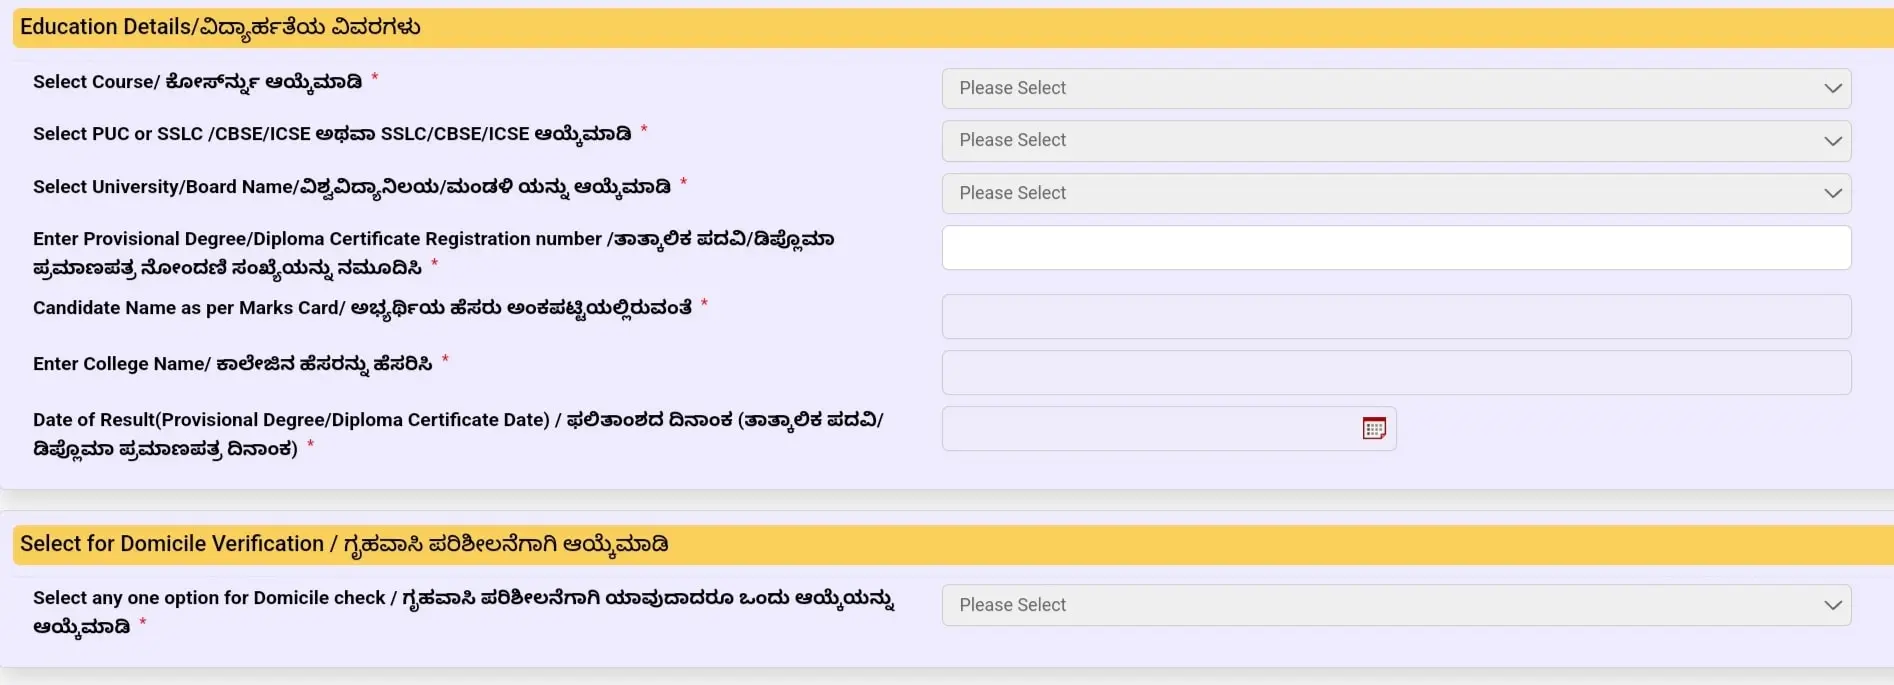 Education Details/ವಿದ್ಯಾರ್ಹತೆಯ ವಿವರಗಳು
Select Course/ ಕೋರ್ಸ್ನ್ನು ಆಯ್ಕೆಮಾಡಿ *
Please Select
Select PUC or SSLC /CBSE/ICSE ಅಥವಾ SSLC/CBSE/ICSE ಆಯ್ಕೆಮಾಡಿ *
Please Select
Select University/Board Name/ವಿಶ್ವವಿದ್ಯಾನಿಲಯ/ಮಂಡಳಿ ಯನ್ನು ಆಯ್ಕೆಮಾಡಿ *
Please Select
Enter Provisional Degree/Diploma Certificate Registration number /ತಾತ್ಕಾಲಿಕ ಪದವಿ/ಡಿಪ್ಲೊಮಾ
ಪ್ರಮಾಣಪತ್ರ ನೋಂದಣಿ ಸಂಖ್ಯೆಯನ್ನು ನಮೂದಿಸಿ *
Candidate Name as per Marks Card/ ಅಭ್ಯರ್ಥಿಯ ಹೆಸರು ಅಂಕಪಟ್ಟಿಯಲ್ಲಿರುವಂತೆ *
Enter College Name/ ಕಾಲೇಜಿನ ಹೆಸರನ್ನು ಹೆಸರಿಸಿ *
Date of Result(Provisional Degree/Diploma Certificate Date) / ಫಲಿತಾಂಶದ ದಿನಾಂಕ (ತಾತ್ಕಾಲಿಕ ಪದವಿ/
ಡಿಪ್ಲೊಮಾ ಪ್ರಮಾಣಪತ್ರ ದಿನಾಂಕ) *
Select for Domicile Verification / ಗೃಹವಾಸಿ ಪರಿಶೀಲನೆಗಾಗಿ ಆಯ್ಕೆಮಾಡಿ
Select any one option for Domicile check / ಗೃಹವಾಸಿ ಪರಿಶೀಲನೆಗಾಗಿ ಯಾವುದಾದರೂ ಒಂದು ಆಯ್ಕೆಯನ್ನು
ಆಯ್ಕೆಮಾಡಿ *
Please Select